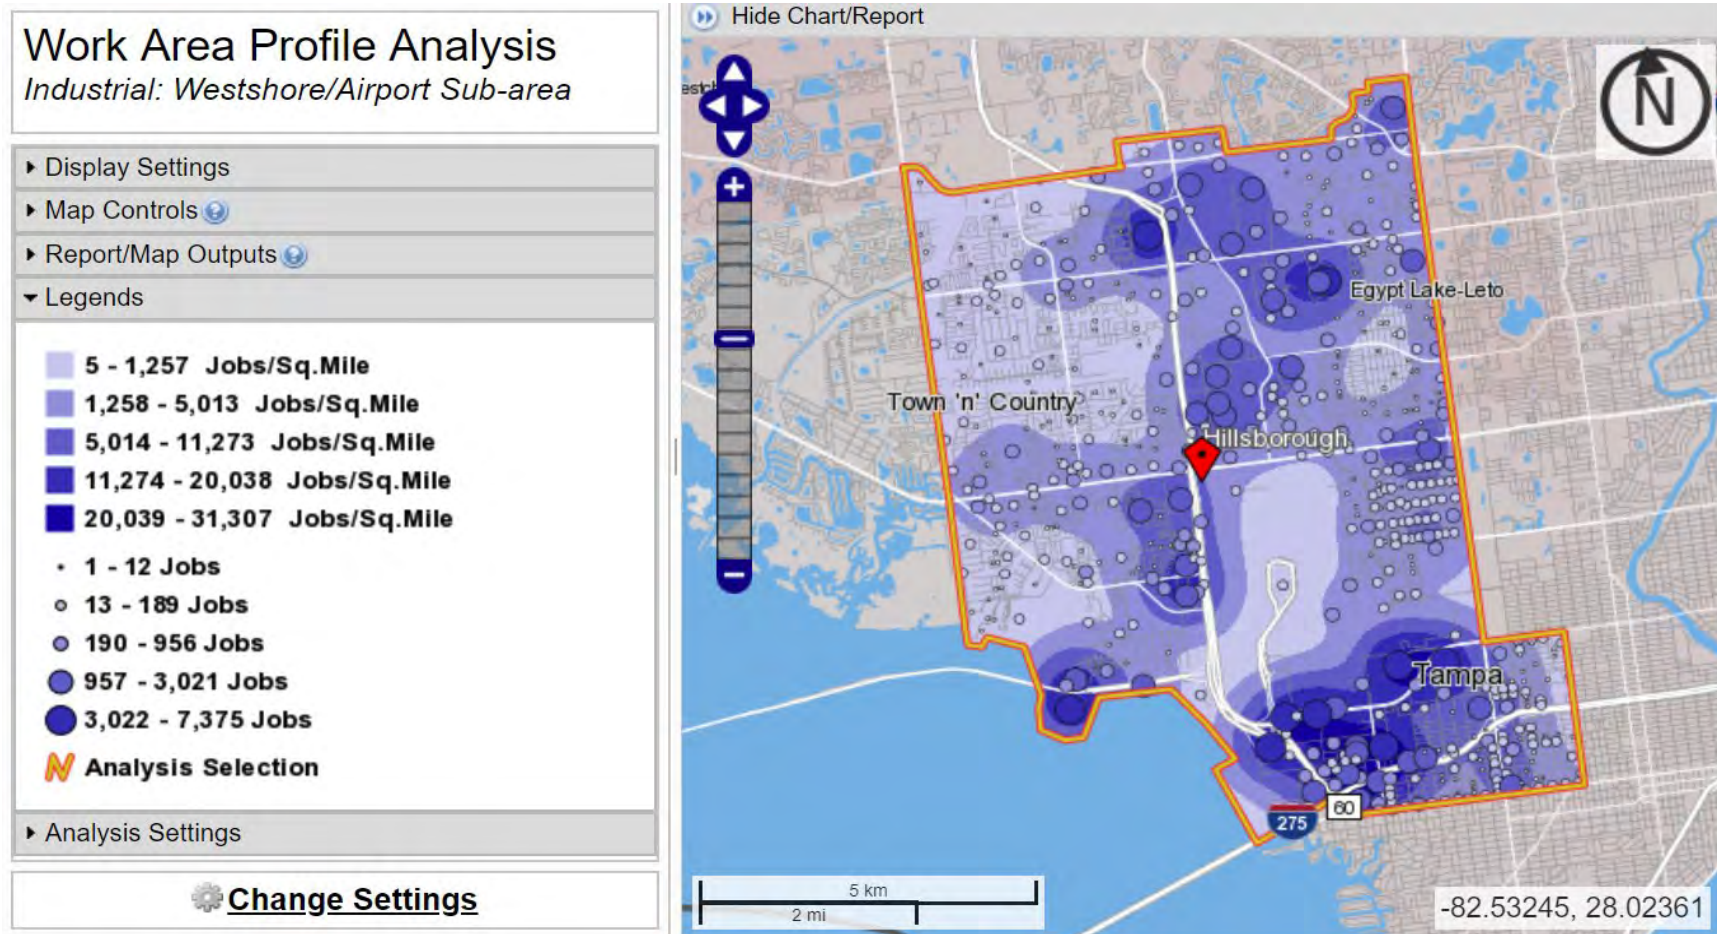 Work Area Profile Analysis
Industrial: Westshore/Airport Sub-area
Display Settings
Map Controls ?
Report/Map Outputs ?
Legends
5 - 1,257 Jobs/Sq.Mile
1,258 - 5,013 Jobs/Sq.Mile
5,014 - 11,273 Jobs/Sq.Mile
11,274 - 20,038 Jobs/Sq.Mile
20,039 - 31,307 Jobs/Sq.Mile
1 - 12 Jobs
13 - 189 Jobs
190 - 956 Jobs
957 - 3,021 Jobs
3,022 - 7,375 Jobs
Analysis Selection
Analysis Settings
Change Settings
Hide Chart/Report
N
Egypt Lake-Leto
Town 'n' Country
Hillsborough
Tampa
60
275
5 km
2 mi
-82.53245, 28.02361